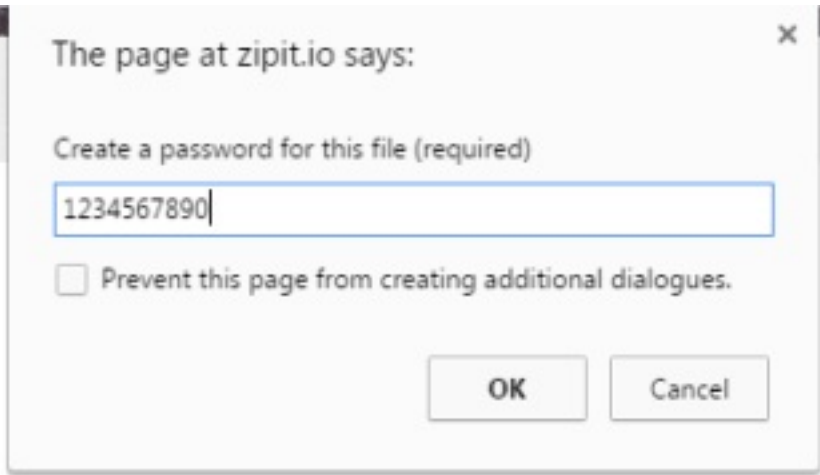 The page at zipit.io says:
Create a password for this file (required)
1234567890
Prevent this page from creating additional dialogues.
OK Cancel